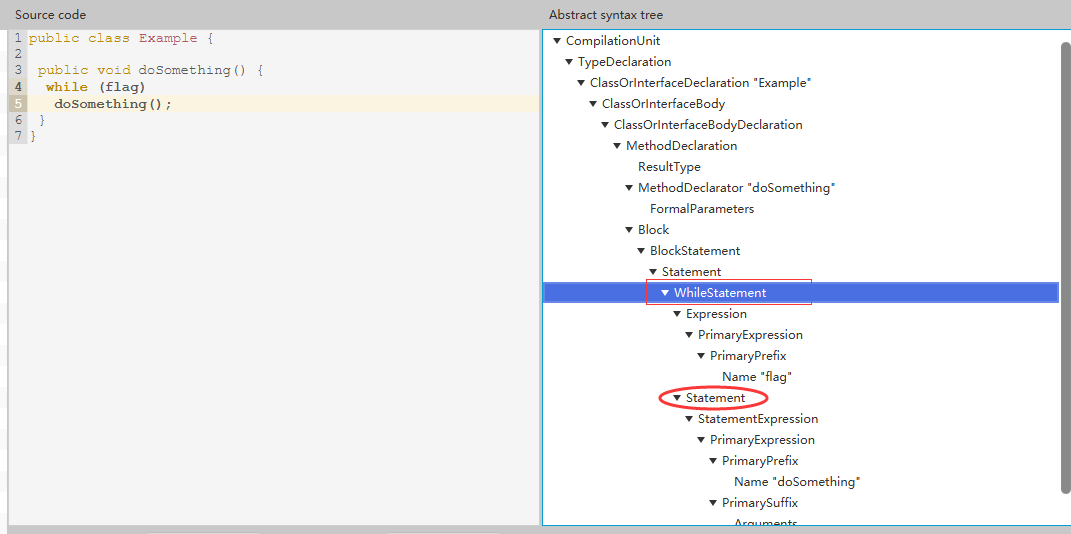 Source code
1 public class Example {
2
3 public void doSomething() {
4 while (flag)
5 doSomething();
6 }
7 }
Abstract syntax tree
CompilationUnit
TypeDeclaration
ClassOrInterfaceDeclaration "Example"
ClassOrInterfaceBody
ClassOrInterfaceBodyDeclaration
MethodDeclaration
ResultType
MethodDeclarator "doSomething"
FormalParameters
Block
BlockStatement
Statement
WhileStatement
Expression
PrimaryExpression
PrimaryPrefix
Name "flag"
Statement
StatementExpression
PrimaryExpression
PrimaryPrefix
Name "doSomething"
PrimarySuffix
Arguments